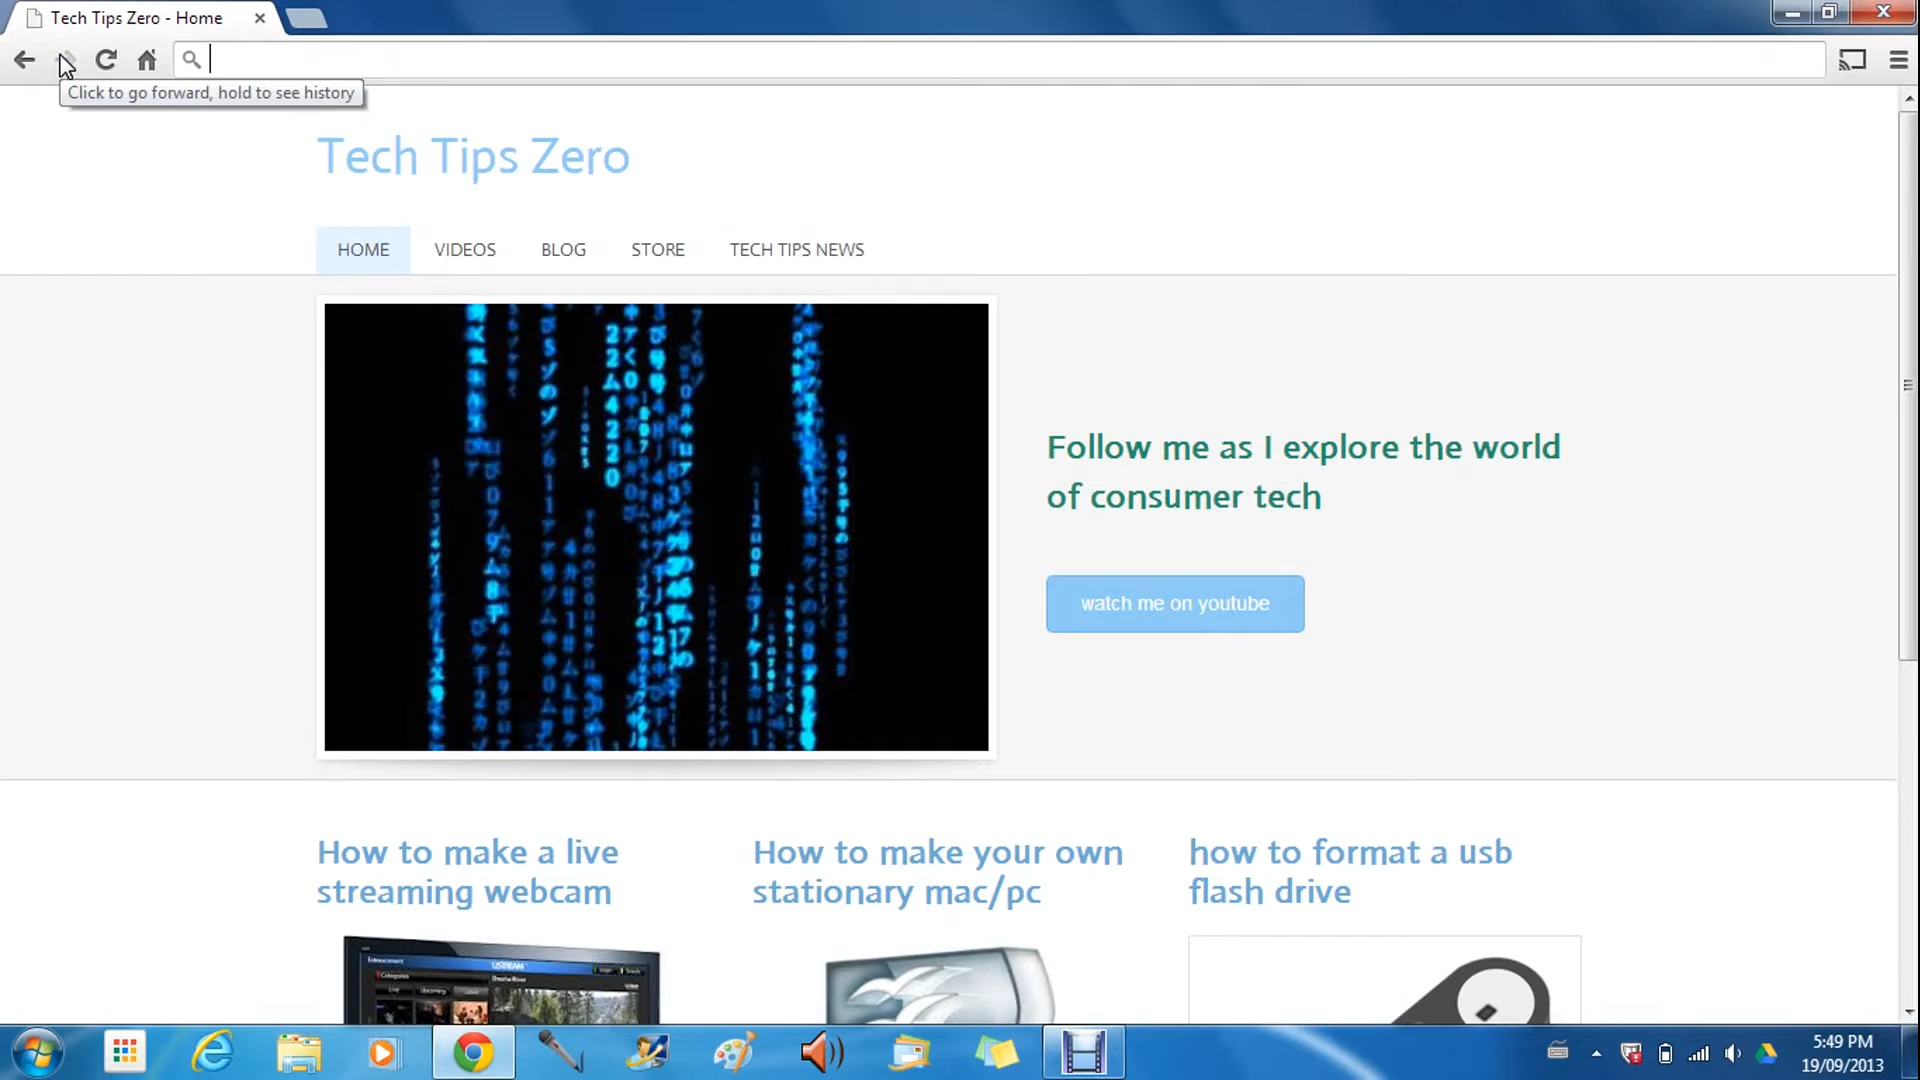 Tech Tips Zero - Home
Click to go forward, hold to see history
Tech Tips Zero
HOME
VIDEOS
BLOG
STORE
TECH TIPS NEWS
Follow me as I explore the world
of consumer tech
watch me on youtube
How to make a live
streaming webcam
How to make your own
stationary mac/pc
how to format a usb
flash drive
USTREAM
5:49 PM
19/09/2013